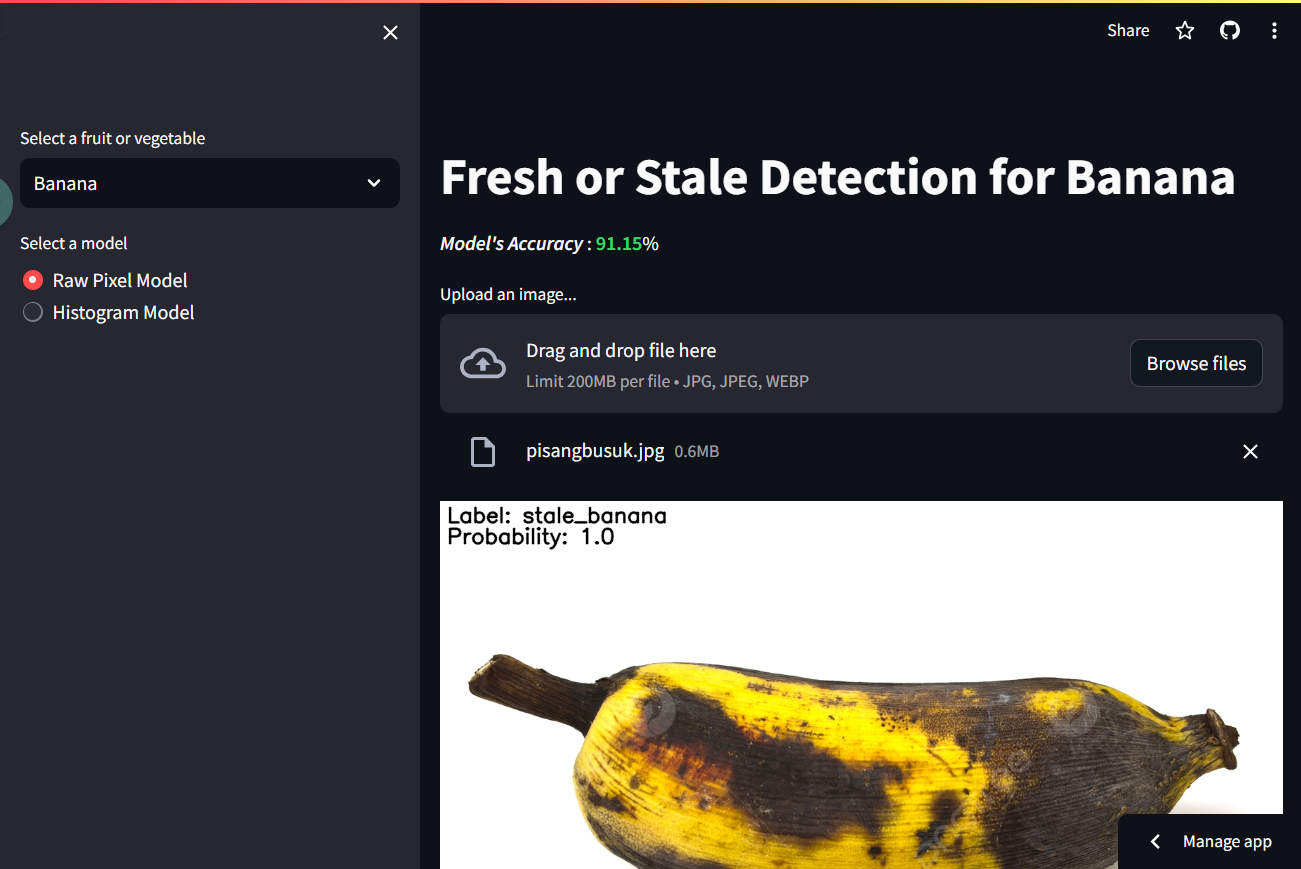 Share
Select a fruit or vegetable
Banana
Select a model
Raw Pixel Model
Histogram Model
Fresh or Stale Detection for Banana
Model's Accuracy : 91.15%
Upload an image...
Drag and drop file here
Limit 200MB per file • JPG, JPEG, WEBP
Browse files
pisangbusuk.jpg 0.6MB
Label: stale_banana
Probability: 1.0
Manage app